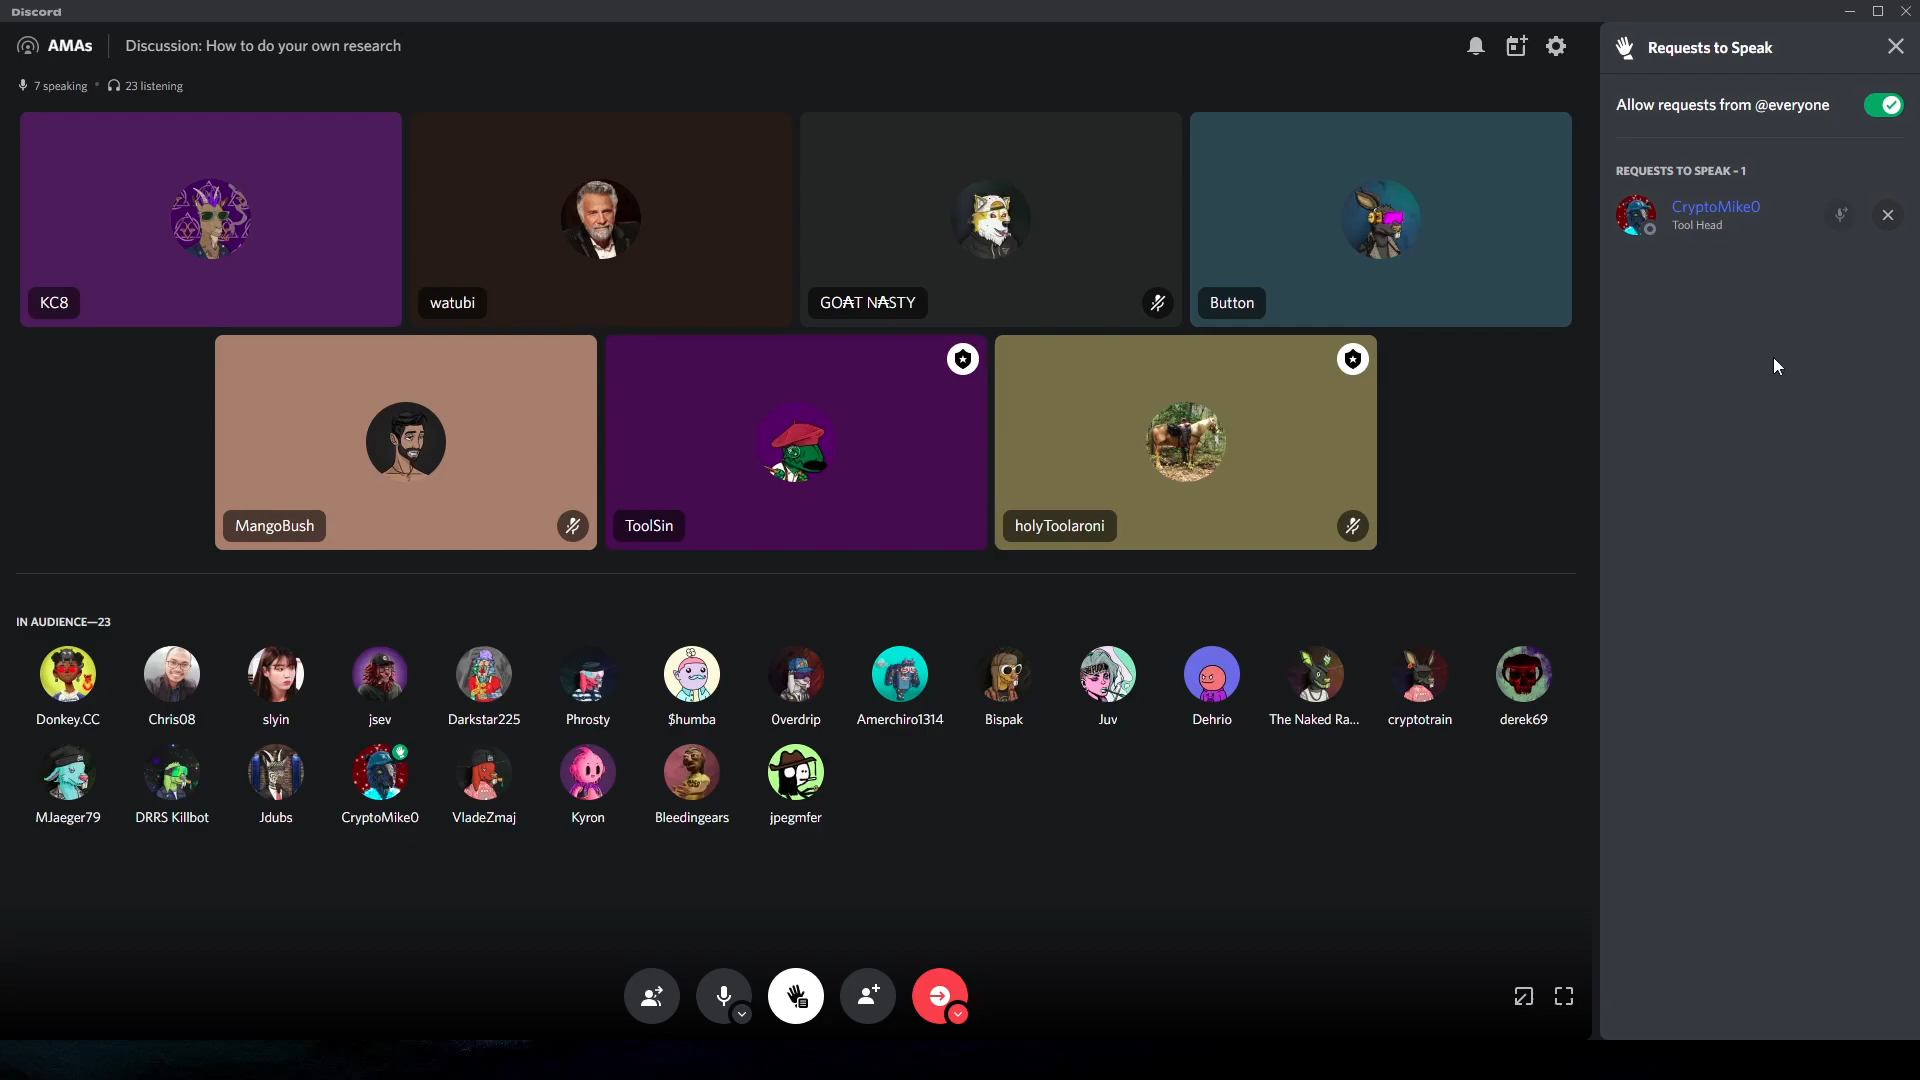 Discord
AMAs
Discussion: How to do your own research
7 speaking • 23 listening
KC8
watubi
GO₳T N₳STY
Button
MangoBush
ToolSin
holyToolaroni
IN AUDIENCE—23
Donkey.CC
Chris08
slyin
jsev
Darkstar225
Phrosty
$humba
0verdrip
Amerchiro1314
Bispak
Juv
Dehrio
The Naked Ra...
cryptotrain
derek69
MJaeger79
DRRS Killbot
Jdubs
CryptoMike0
VladeZmaj
Kyron
Bleedingears
jpegmfer
Requests to Speak
Allow requests from @everyone
REQUESTS TO SPEAK – 1
CryptoMike0
Tool Head